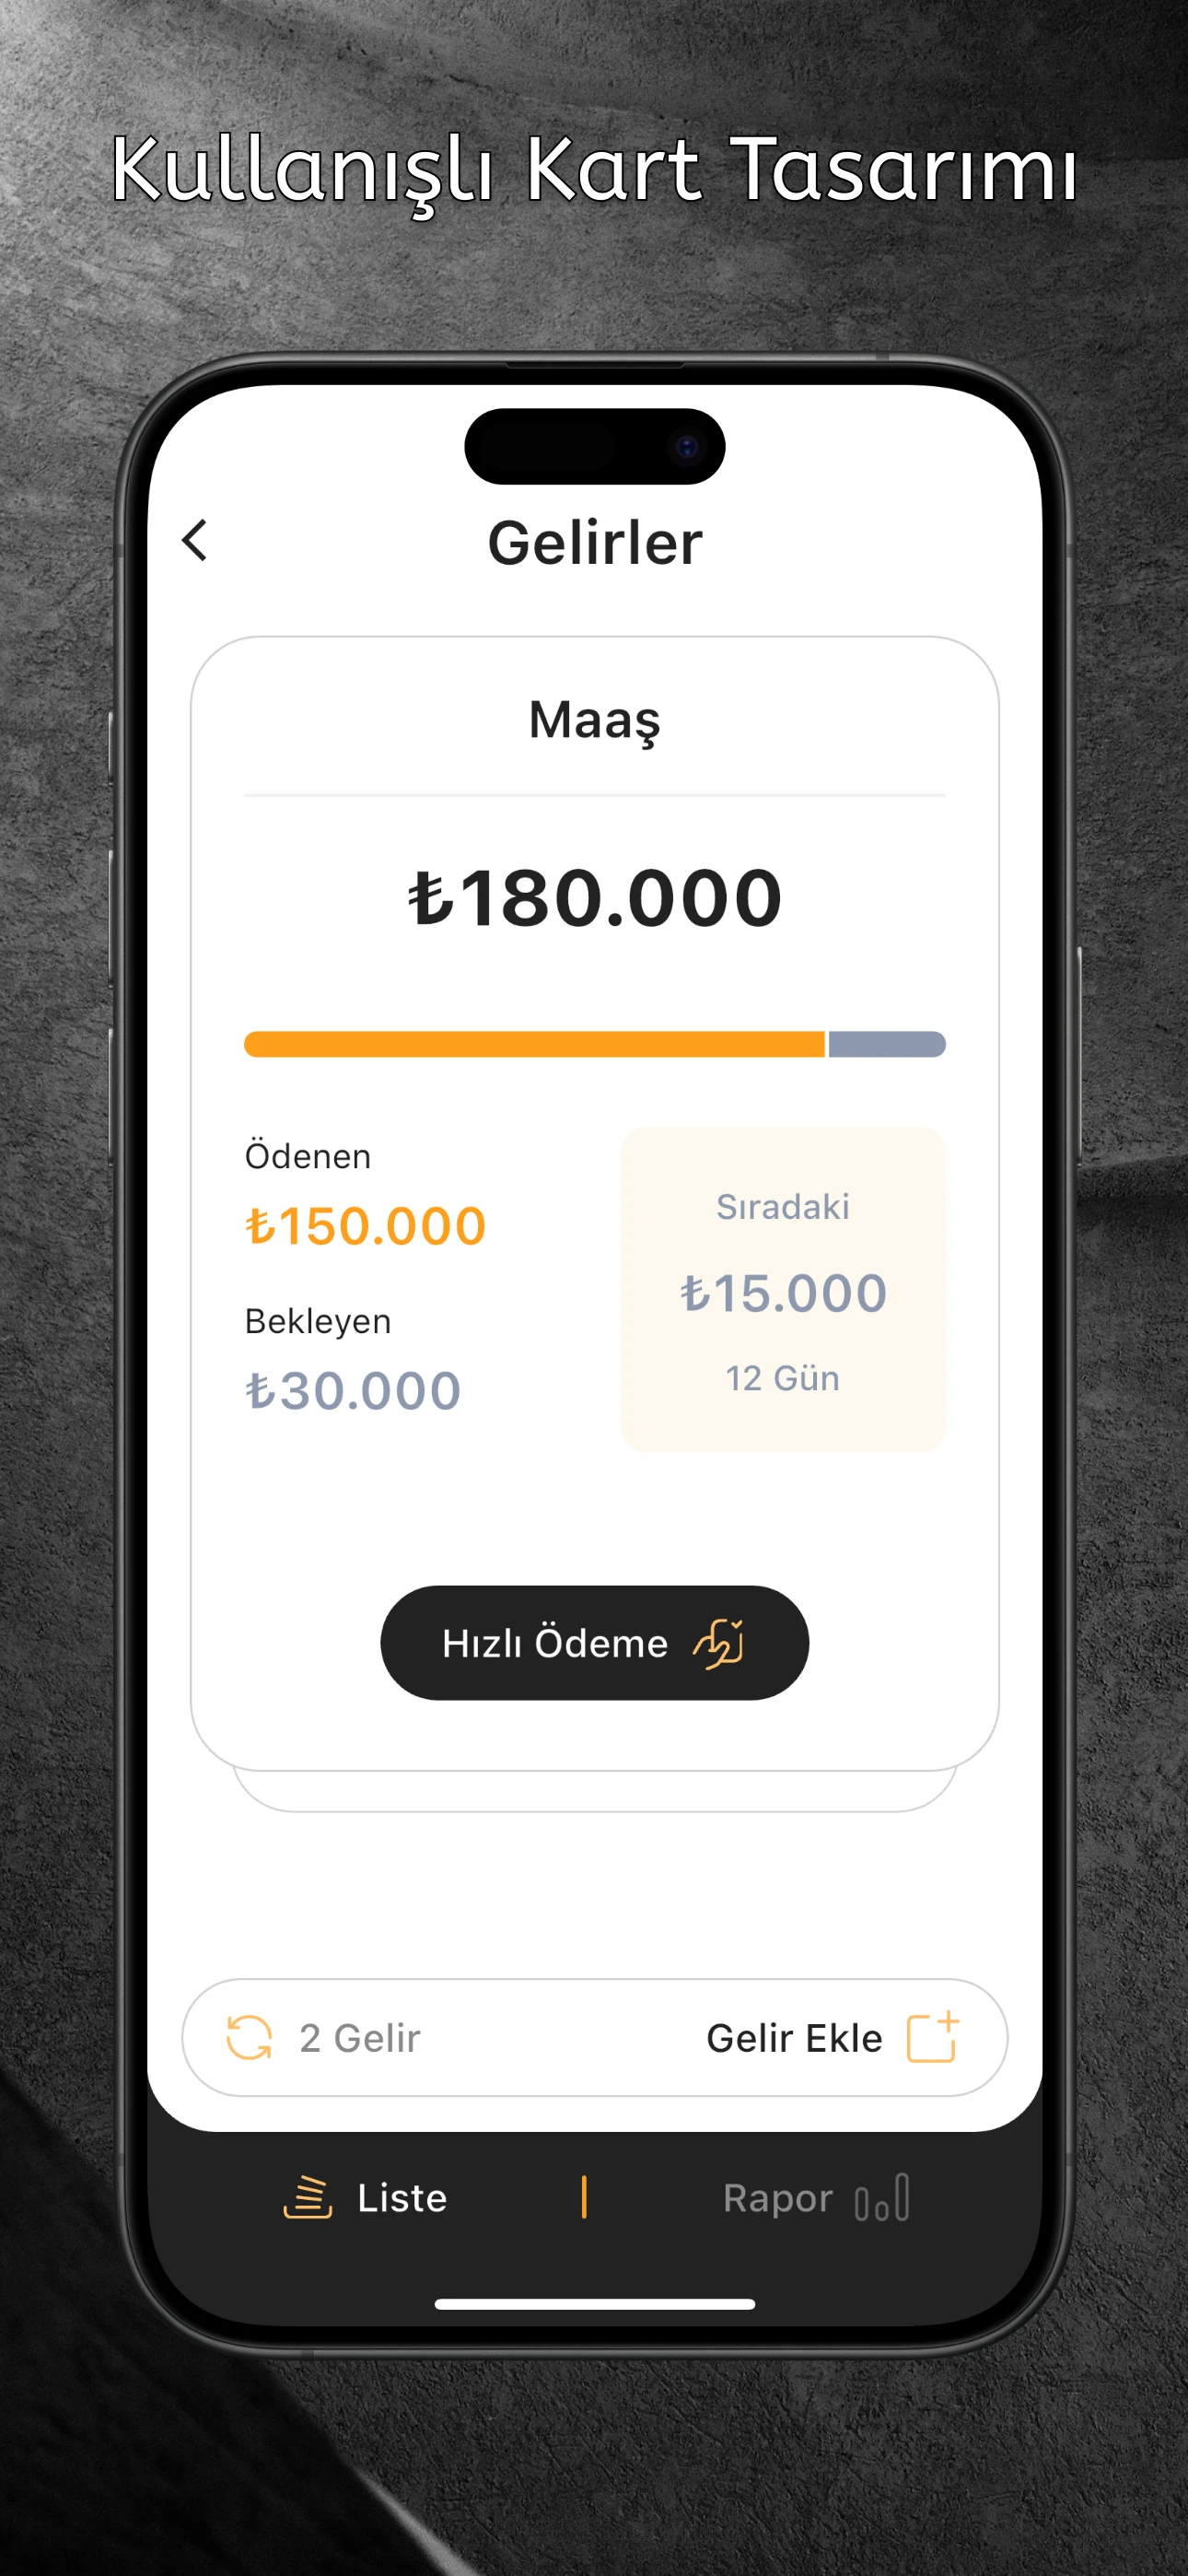 Kullanışlı Kart Tasarımı
Gelirler
Maaş
₺180.000
Ödenen
₺150.000
Bekleyen
₺30.000
Sıradaki
₺15.000
12 Gün
Hızlı Ödeme
2 Gelir
Gelir Ekle
Liste
Rapor